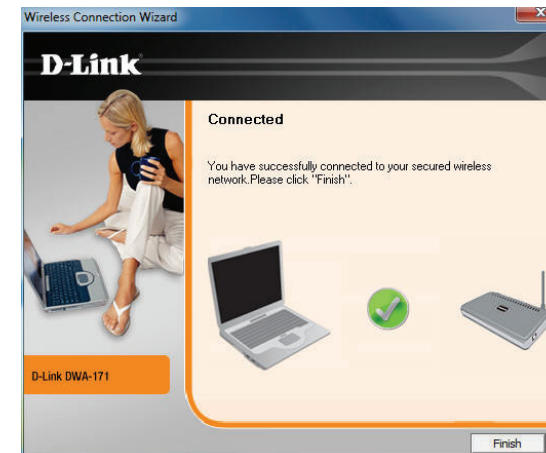 Wireless Connection Wizard
D-Link
Connected
You have successfully connected to your secured wireless
network.Please click "Finish".
D-Link DWA-171
Finish